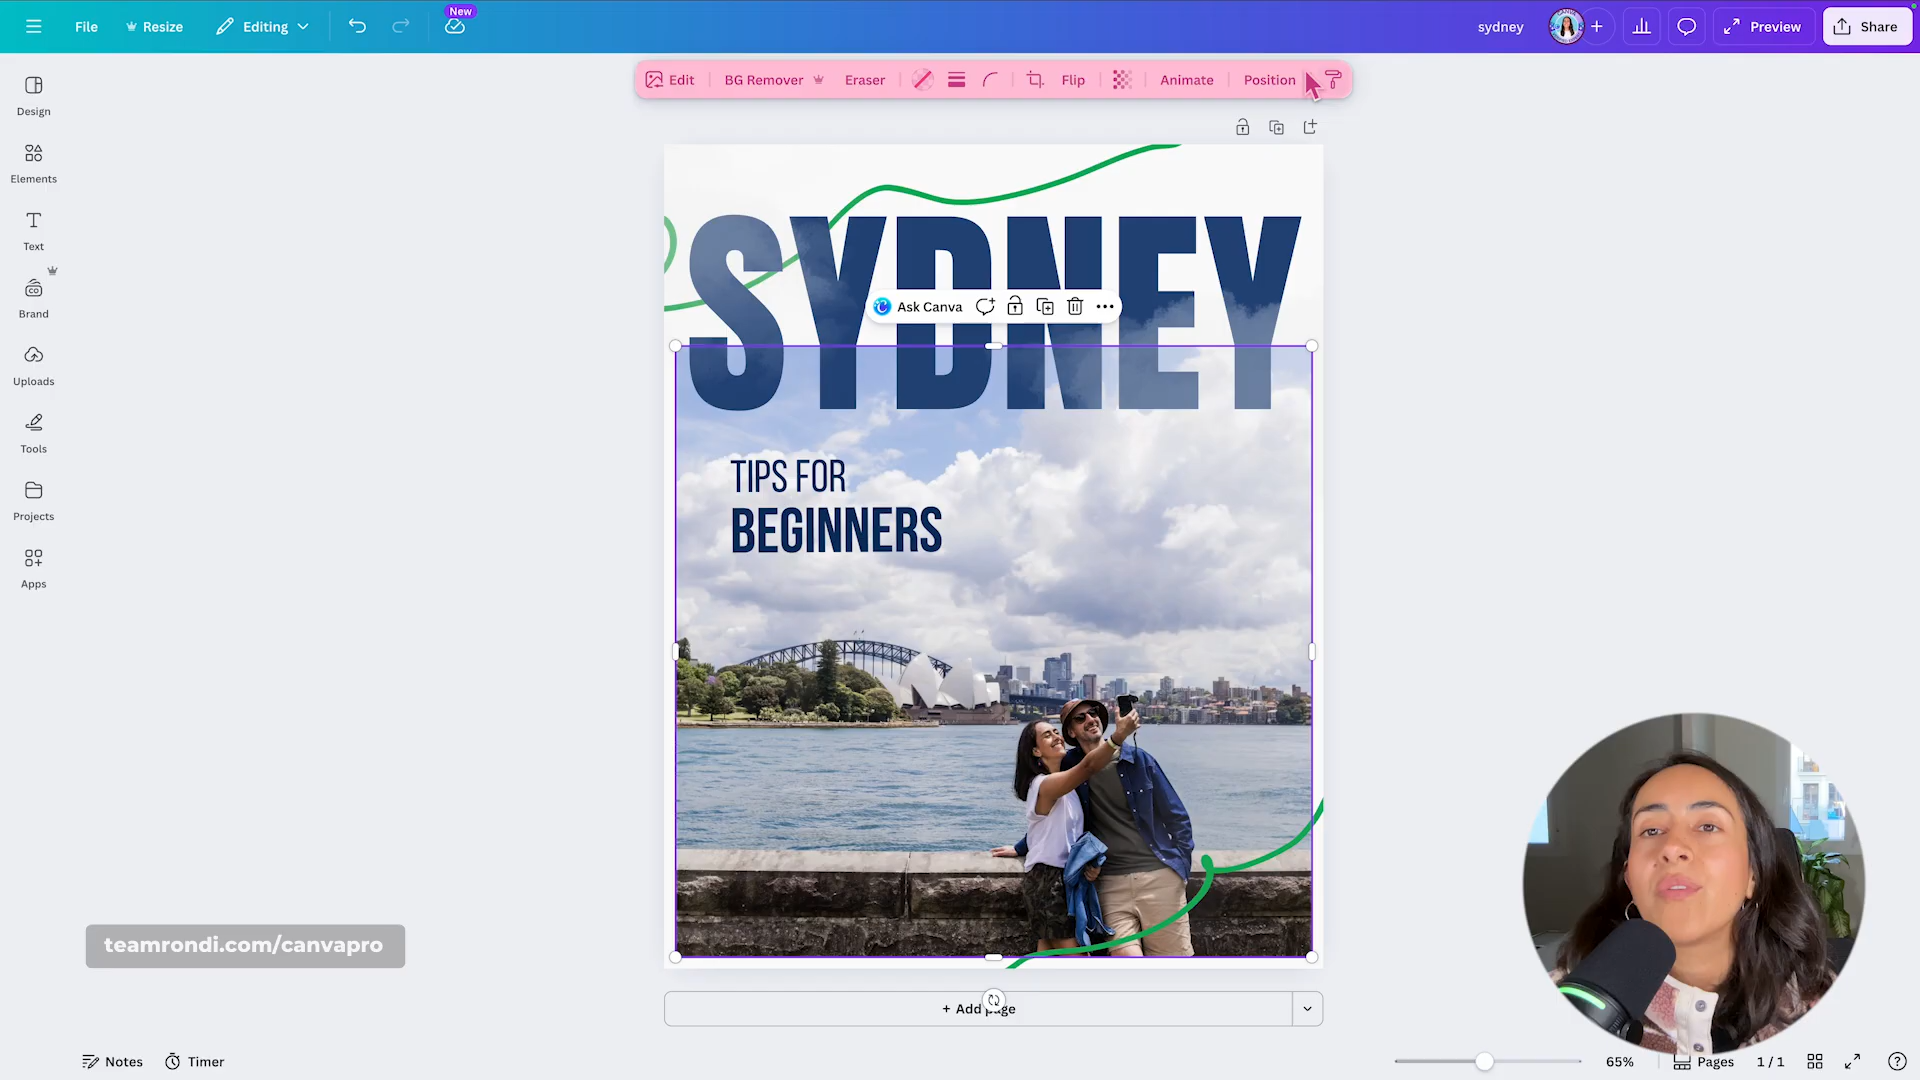 File
Resize
Editing
New
sydney
Preview
Share
Edit
BG Remover
Eraser
Flip
Animate
Position
Design
Elements
Text
Brand
Uploads
Tools
Projects
Apps
SYDNEY
Ask Canva
TIPS FOR
BEGINNERS
teamrondi.com/canvapro
+ Add page
Notes
Timer
65%
Pages
1 / 1